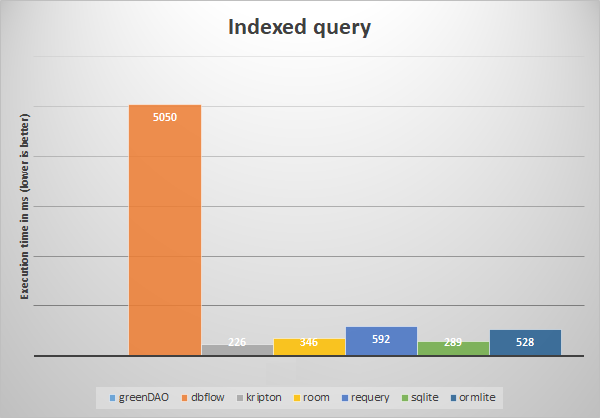 Indexed query
Execution time in ms (lower is better)
5050
226
346
592
289
528
greenDAO dbflow kripton room requery sqlite ormlite